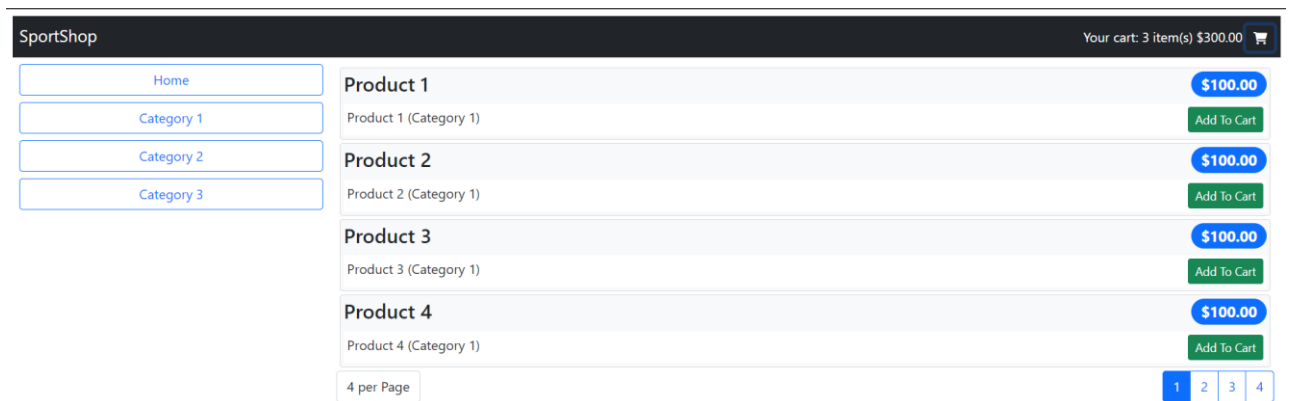 SportShop
Your cart: 3 item(s) $300.00
Home
Category 1
Category 2
Category 3
Product 1
$100.00
Product 1 (Category 1)
Add To Cart
Product 2
$100.00
Product 2 (Category 1)
Add To Cart
Product 3
$100.00
Product 3 (Category 1)
Add To Cart
Product 4
$100.00
Product 4 (Category 1)
Add To Cart
4 per Page
1 2 3 4